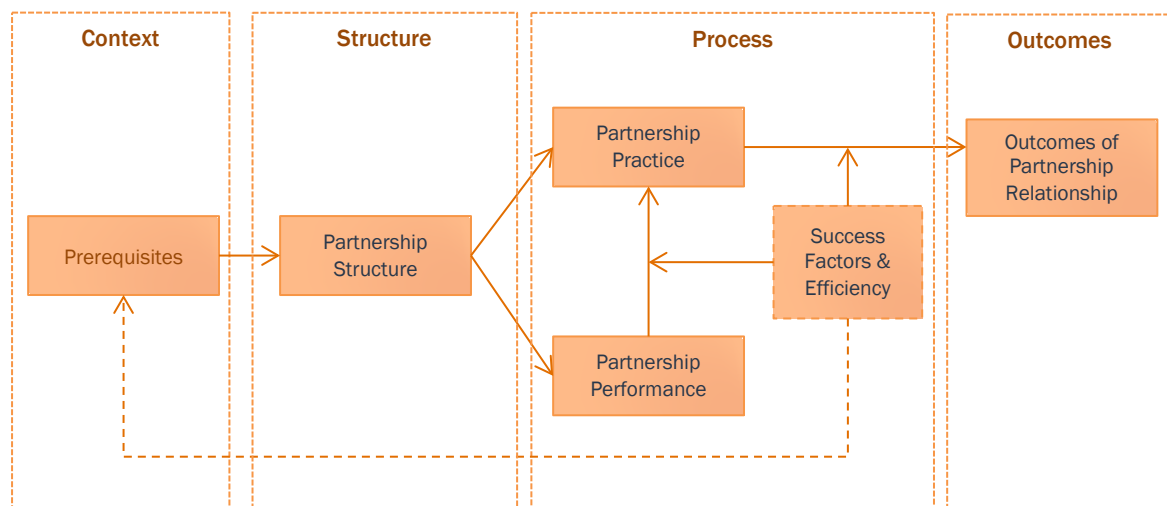 Context
Structure
Process
Outcomes
Prerequisites
Partnership
Structure
Partnership
Practice
Partnership
Performance
Success
Factors &
Efficiency
Outcomes of
Partnership
Relationship